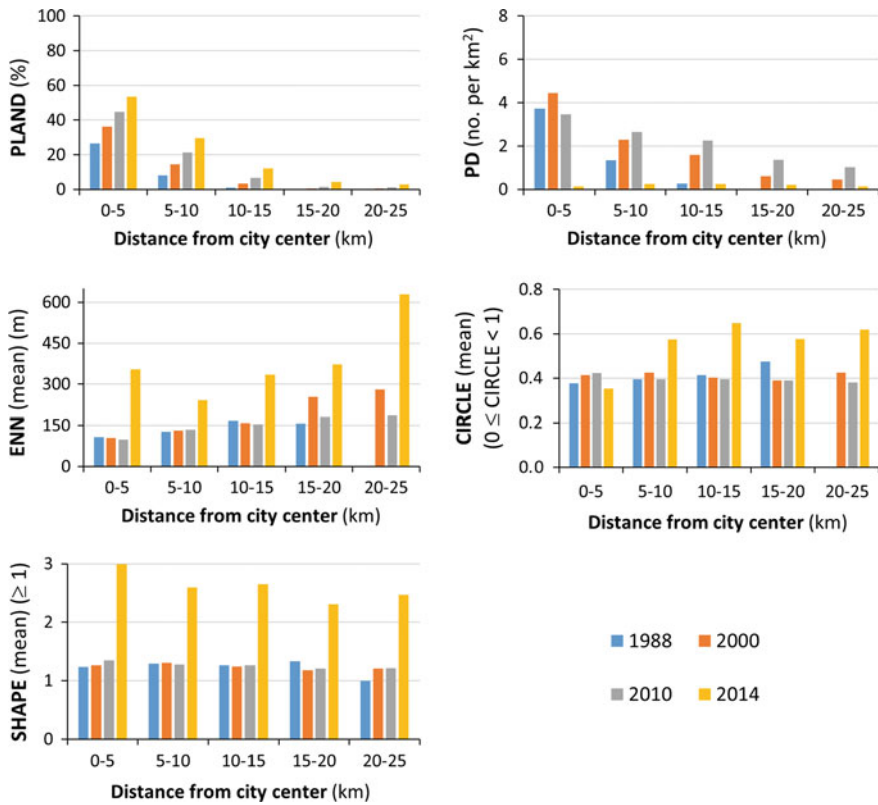 PLAND (%)
100
80
60
40
20
0
0-5 5-10 10-15 15-20 20-25
Distance from city center (km)
PD (no. per km²)
8
6
4
2
0
0-5 5-10 10-15 15-20 20-25
Distance from city center (km)
ENN (mean) (m)
600
450
300
150
0
0-5 5-10 10-15 15-20 20-25
Distance from city center (km)
CIRCLE (mean)
(0 ≤ CIRCLE < 1)
0.8
0.6
0.4
0.2
0.0
0-5 5-10 10-15 15-20 20-25
Distance from city center (km)
SHAPE (mean) (≥ 1)
3
2
1
0
0-5 5-10 10-15 15-20 20-25
Distance from city center (km)
1988 2000
2010 2014